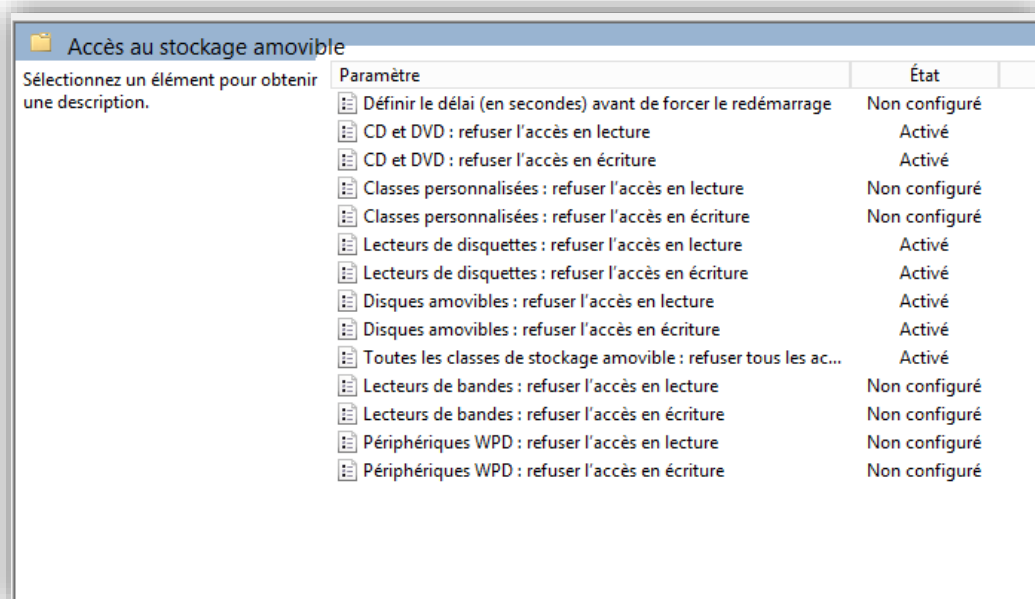 Accès au stockage amovible
Sélectionnez un élément pour obtenir
une description.
Paramètre État
Définir le délai (en secondes) avant de forcer le redémarrage Non configuré
CD et DVD : refuser l'accès en lecture Activé
CD et DVD : refuser l'accès en écriture Activé
Classes personnalisées : refuser l'accès en lecture Non configuré
Classes personnalisées : refuser l'accès en écriture Non configuré
Lecteurs de disquettes : refuser l'accès en lecture Activé
Lecteurs de disquettes : refuser l'accès en écriture Activé
Disques amovibles : refuser l'accès en lecture Activé
Disques amovibles : refuser l'accès en écriture Activé
Toutes les classes de stockage amovible : refuser tous les ac... Activé
Lecteurs de bandes : refuser l'accès en lecture Non configuré
Lecteurs de bandes : refuser l'accès en écriture Non configuré
Périphériques WPD : refuser l'accès en lecture Non configuré
Périphériques WPD : refuser l'accès en écriture Non configuré